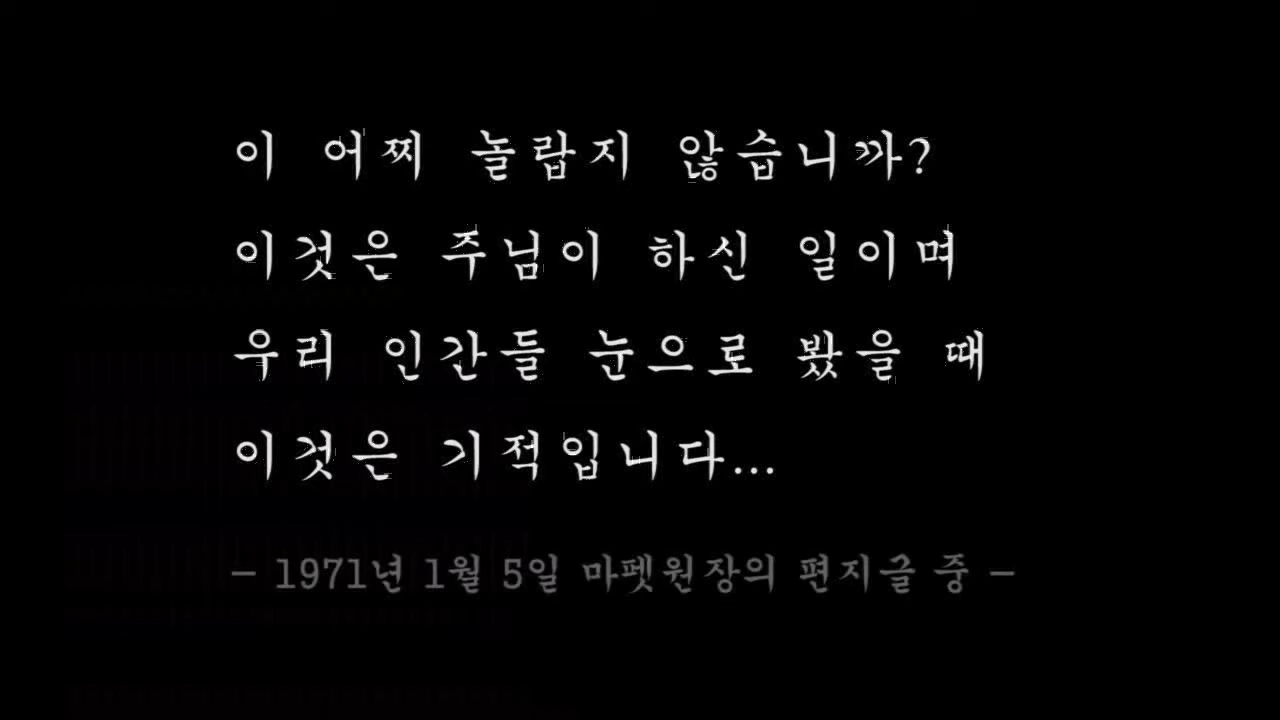 이 어찌 놀랍지 않습니까?
이것은 주님이 하신 일이며
우리 인간들 눈으로 봤을 때
이것은 기적입니다...
– 1971년 1월 5일 마펫원장의 편지글 중 –